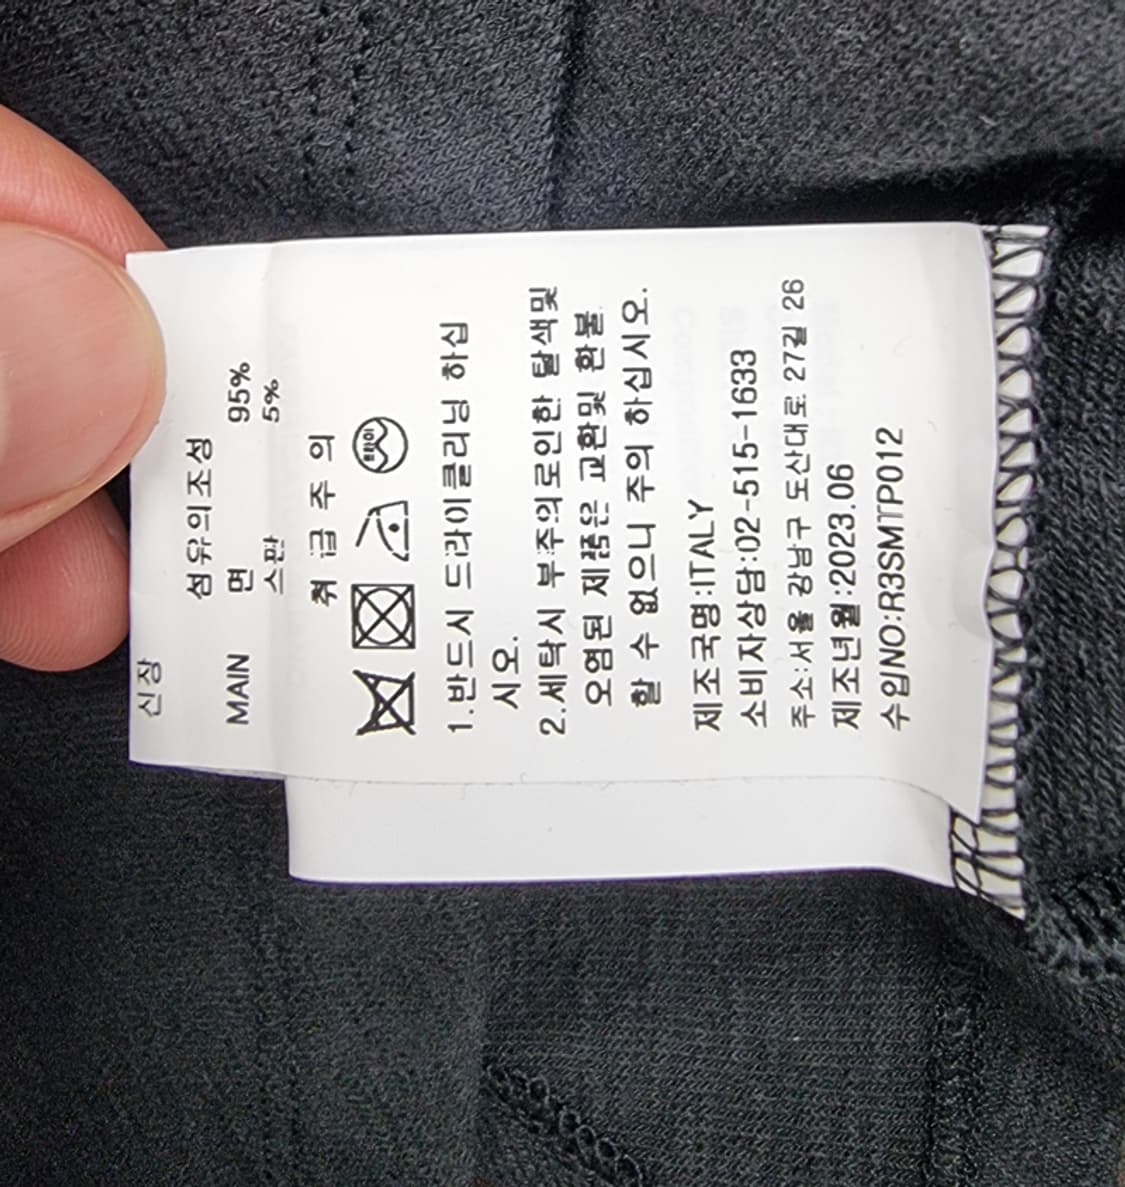 신장
섬유의조성
MAIN 면 95%
스판 5%
취 급 주 의
드라이
1.반드시 드라이클리닝 하십
시오.
2.세탁시 부주의로인한 탈색및
오염된 제품은 교환및 환불
할 수 없으니 주의 하십시오.
제조국명:ITALY
소비자상담:02-515-1633
주소:서울 강남구 도산대로 27길 26
제조년월:2023.06
수입NO:R3SMTP012